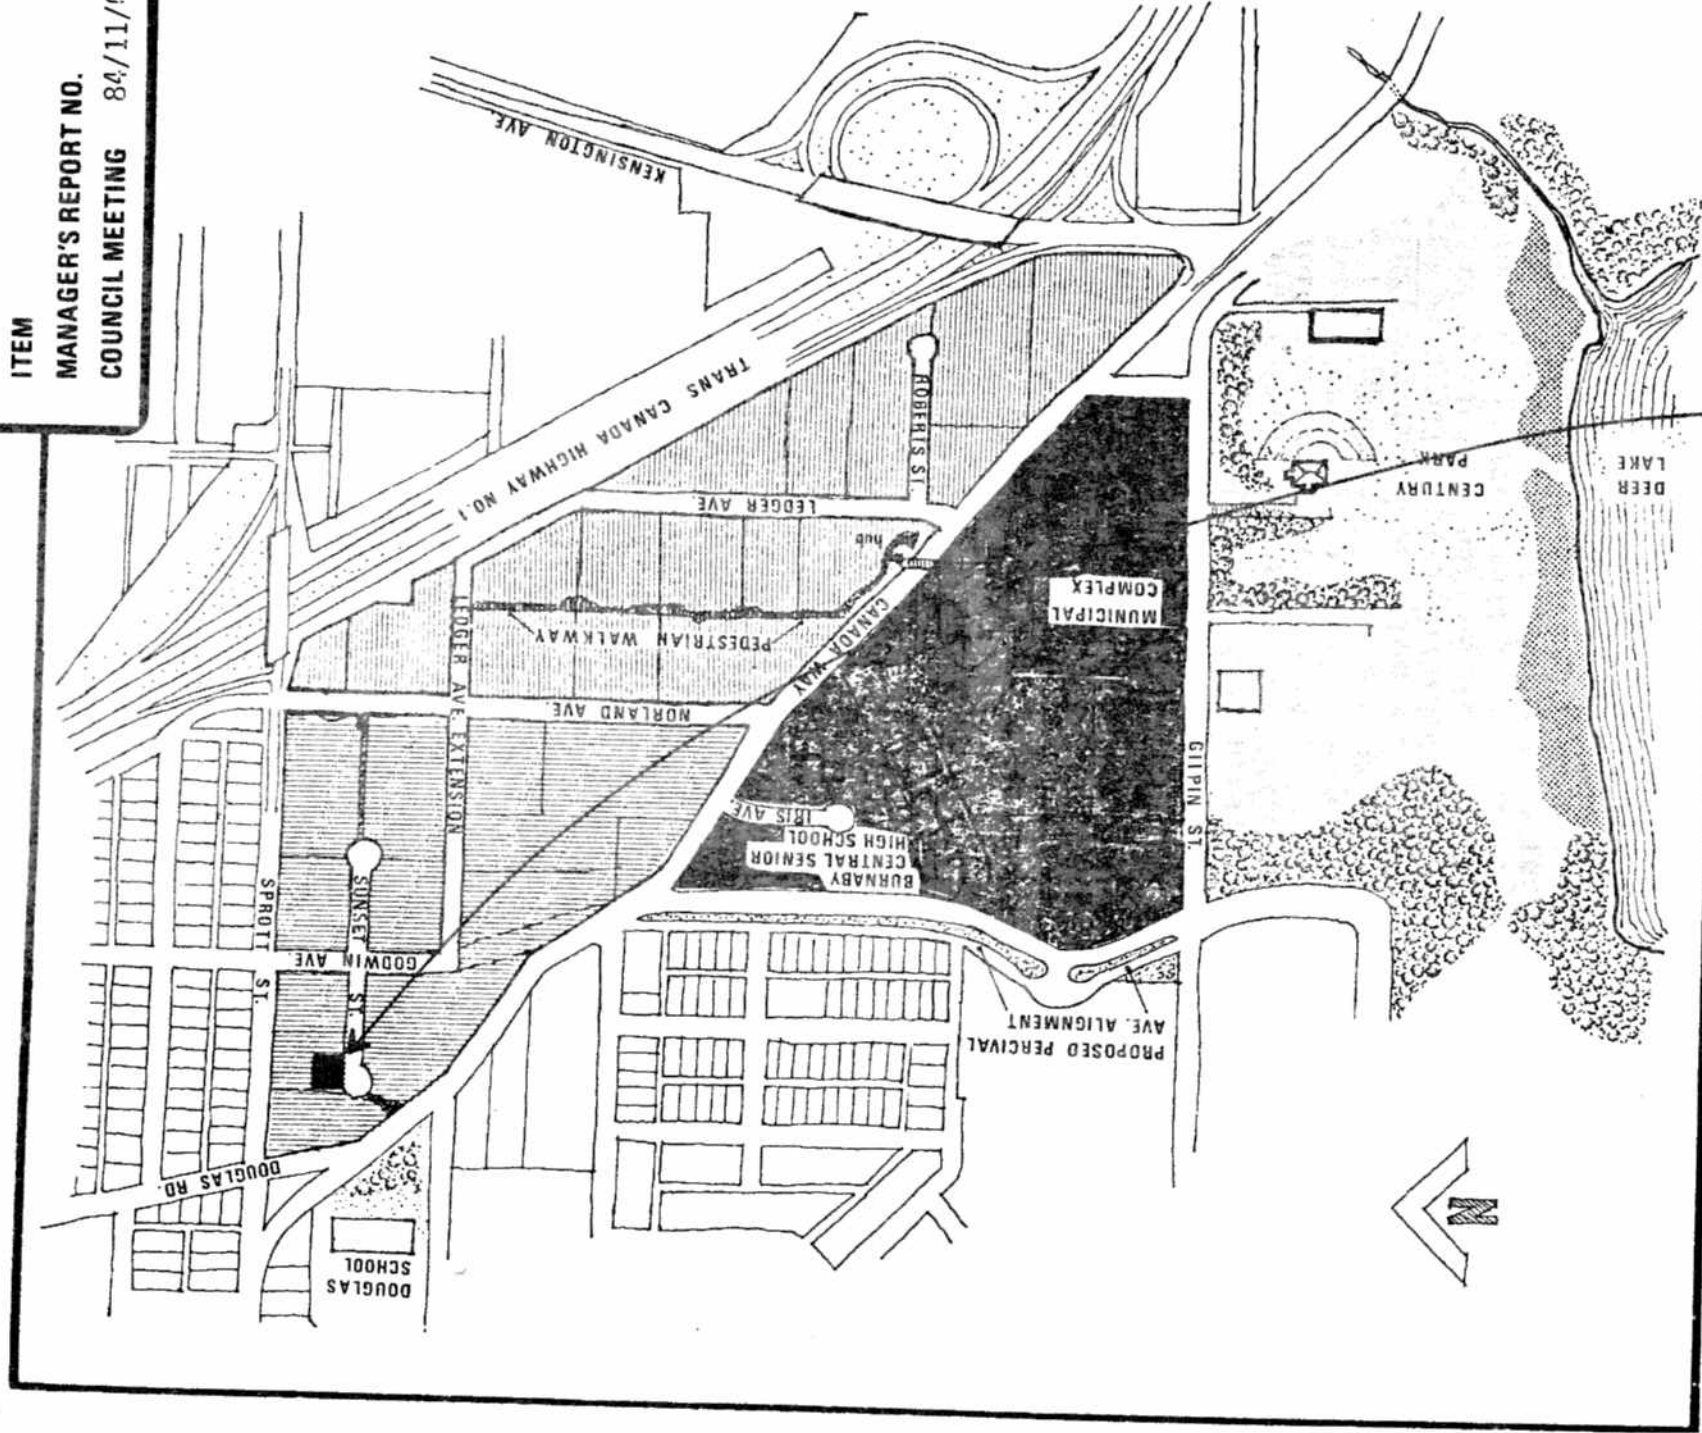 ITEM
MANAGER'S REPORT NO.
COUNCIL MEETING 84/11/
KENSINGTON AVE.
TRANS CANADA HIGHWAY NO.1
ROBERTS ST.
LEDGER AVE
hub
PEDESTRIAN WALKWAY
CANADA WAY
LEDGER AVE. EXTENSION
NORLAND AVE.
MUNICIPAL
COMPLEX
CENTURY
PARK
DEER
LAKE
GILPIN ST.
IRIS AVE
BURNABY
CENTRAL SENIOR
HIGH SCHOOL
SPROTT ST.
SUNSET ST.
GODWIN AVE
PROPOSED PERCIVAL
AVE. ALIGNMENT
DOUGLAS RD.
DOUGLAS
SCHOOL
N